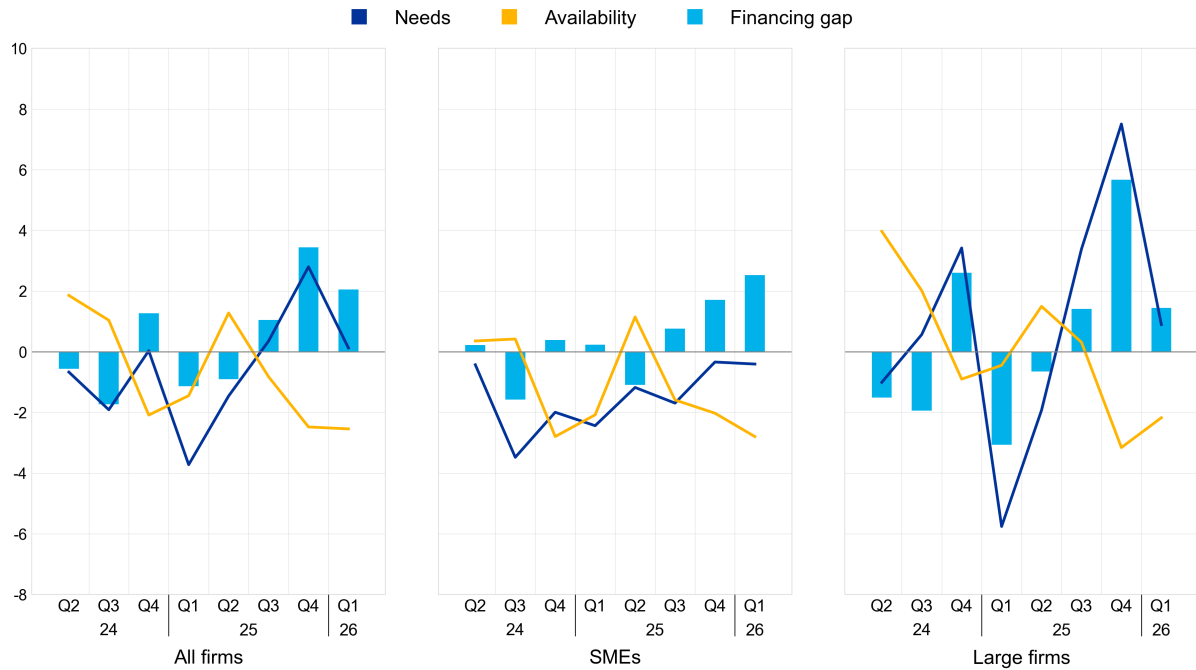 Needs Availability Financing gap
10
8
6
4
2
0
-2
-4
-6
-8
Q2 Q3 Q4 Q1 Q2 Q3 Q4 Q1
24 25 26
All firms
Q2 Q3 Q4 Q1 Q2 Q3 Q4 Q1
24 25 26
SMEs
Q2 Q3 Q4 Q1 Q2 Q3 Q4 Q1
24 25 26
Large firms